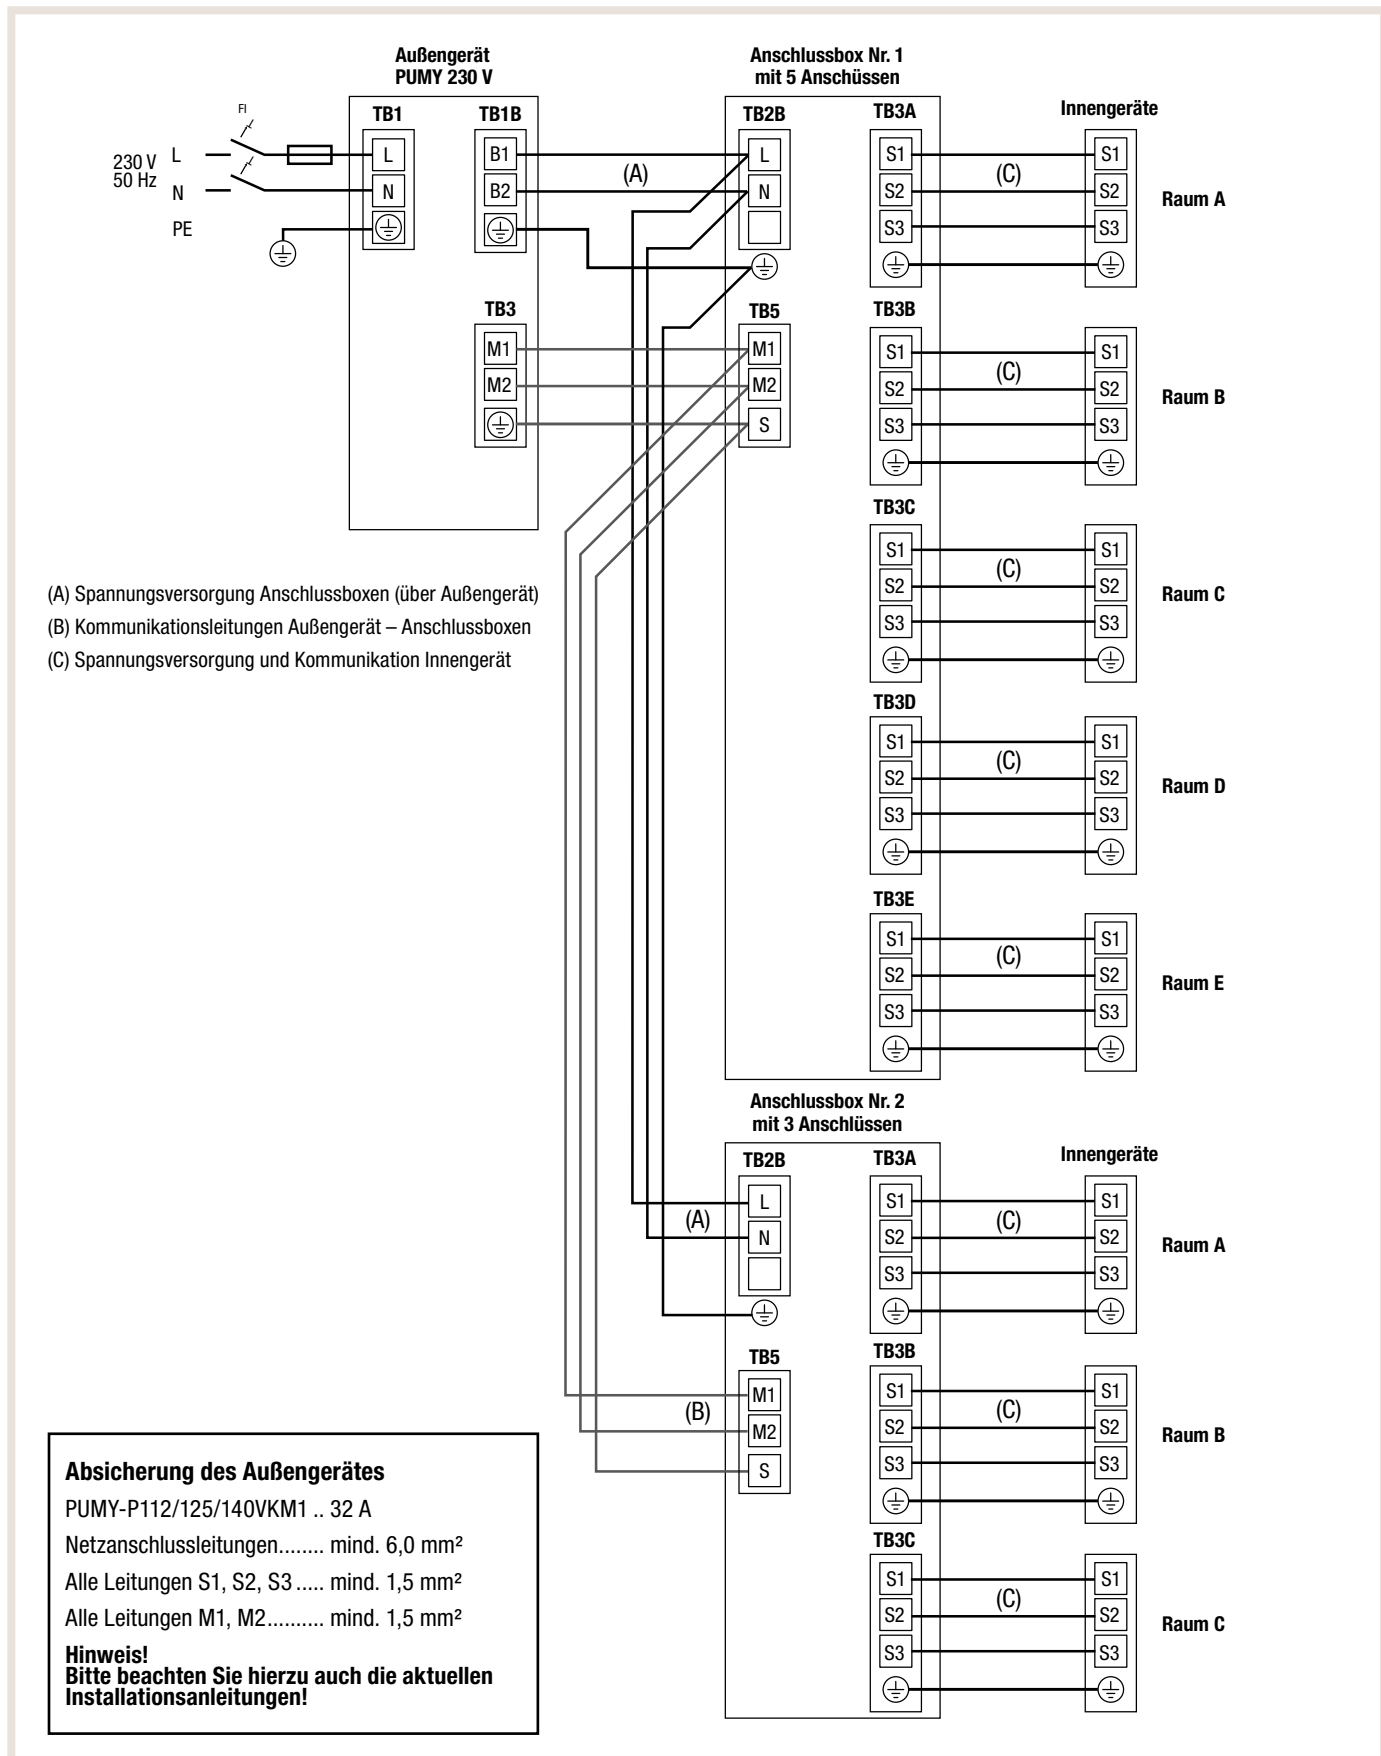 Außengerät
PUMY 230 V
TB1
TB1B
FI
230 V
50 Hz
L
N
PE
L
N
B1
B2
(A)
TB3
M1
M2
Anschlussbox Nr. 1
mit 5 Anschüssen
TB2B
L
N
TB5
M1
M2
S
TB3A
S1
S2
S3
(C)
Innengeräte
S1
S2
S3
Raum A
TB3B
S1
S2
S3
(C)
S1
S2
S3
Raum B
TB3C
S1
S2
S3
(C)
S1
S2
S3
Raum C
TB3D
S1
S2
S3
(C)
S1
S2
S3
Raum D
TB3E
S1
S2
S3
(C)
S1
S2
S3
Raum E
(A) Spannungsversorgung Anschlussboxen (über Außengerät)
(B) Kommunikationsleitungen Außengerät – Anschlussboxen
(C) Spannungsversorgung und Kommunikation Innengerät
Anschlussbox Nr. 2
mit 3 Anschlüssen
TB2B
(A)
L
N
TB5
(B)
M1
M2
S
TB3A
S1
S2
S3
(C)
Innengeräte
S1
S2
S3
Raum A
TB3B
S1
S2
S3
(C)
S1
S2
S3
Raum B
TB3C
S1
S2
S3
(C)
S1
S2
S3
Raum C
Absicherung des Außengerätes
PUMY-P112/125/140VKM1 .. 32 A
Netzanschlussleitungen........ mind. 6,0 mm²
Alle Leitungen S1, S2, S3 ..... mind. 1,5 mm²
Alle Leitungen M1, M2.......... mind. 1,5 mm²
Hinweis!
Bitte beachten Sie hierzu auch die aktuellen
Installationsanleitungen!